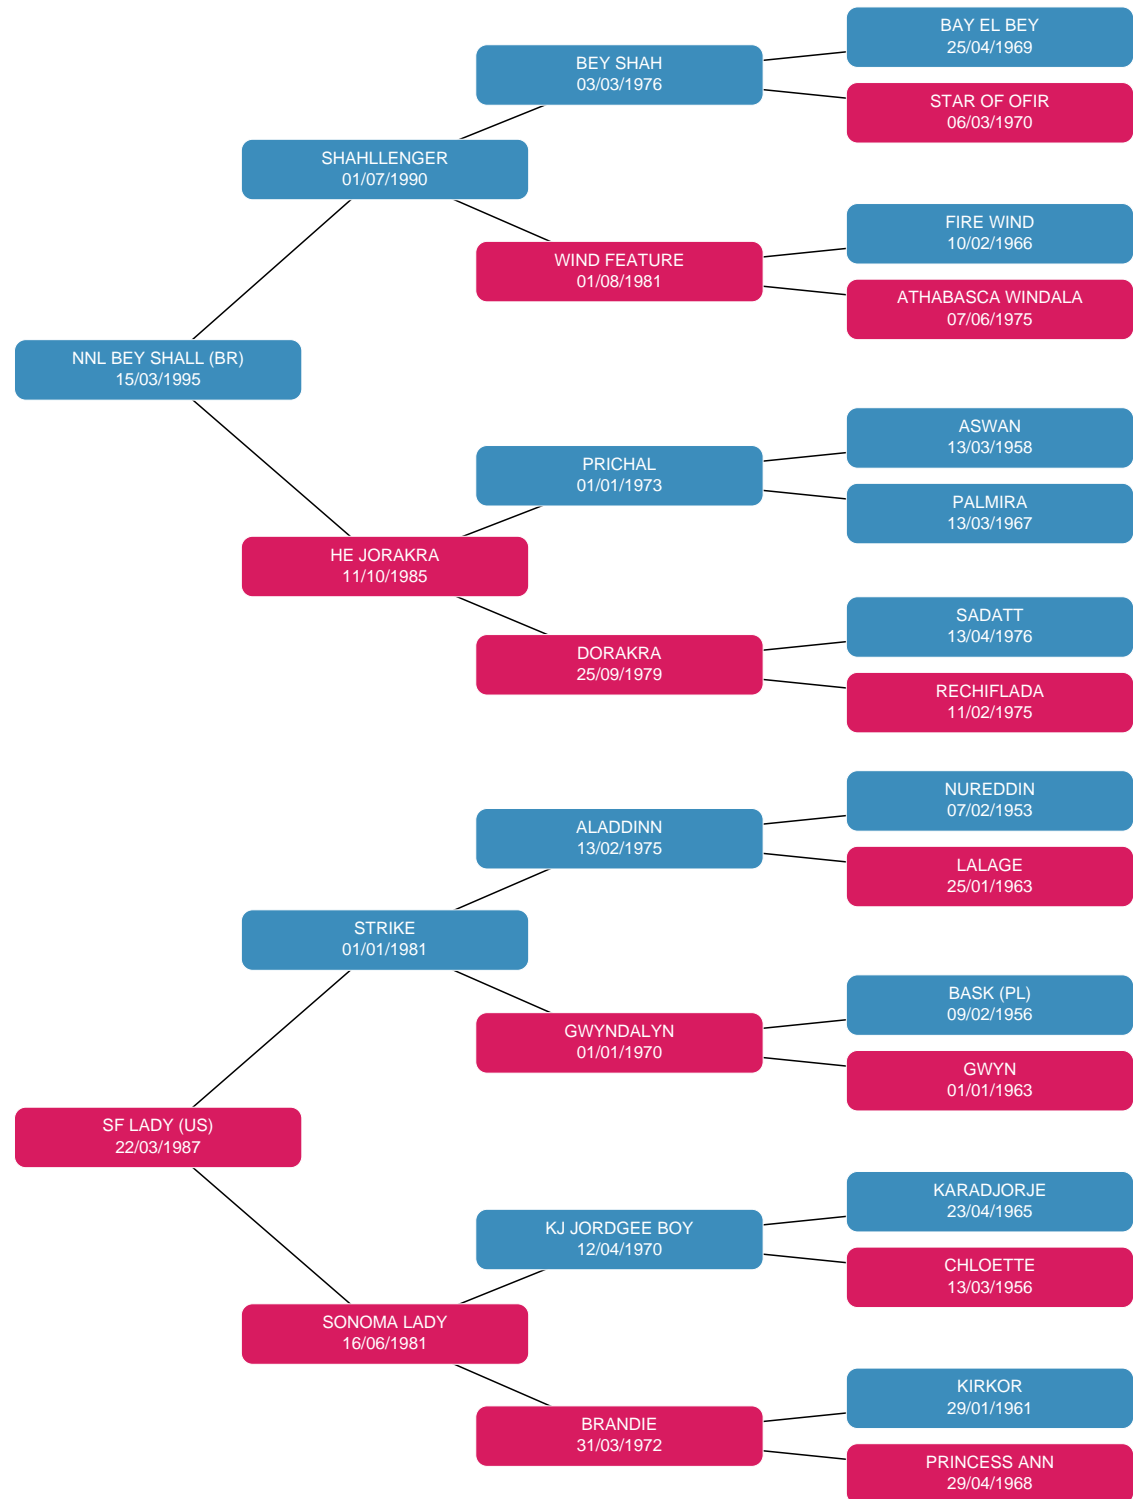 BAY EL BEY
25/04/1969
BEY SHAH
03/03/1976
STAR OF OFIR
06/03/1970
SHAHLLENGER
01/07/1990
FIRE WIND
10/02/1966
WIND FEATURE
01/08/1981
ATHABASCA WINDALA
07/06/1975
NNL BEY SHALL (BR)
15/03/1995
ASWAN
13/03/1958
PRICHAL
01/01/1973
PALMIRA
13/03/1967
HE JORAKRA
11/10/1985
SADATT
13/04/1976
DORAKRA
25/09/1979
RECHIFLADA
11/02/1975
NUREDDIN
07/02/1953
ALADDINN
13/02/1975
LALAGE
25/01/1963
STRIKE
01/01/1981
BASK (PL)
09/02/1956
GWYNDALYN
01/01/1970
GWYN
01/01/1963
SF LADY (US)
22/03/1987
KARADJORJE
23/04/1965
KJ JORDGEE BOY
12/04/1970
CHLOETTE
13/03/1956
SONOMA LADY
16/06/1981
KIRKOR
29/01/1961
BRANDIE
31/03/1972
PRINCESS ANN
29/04/1968